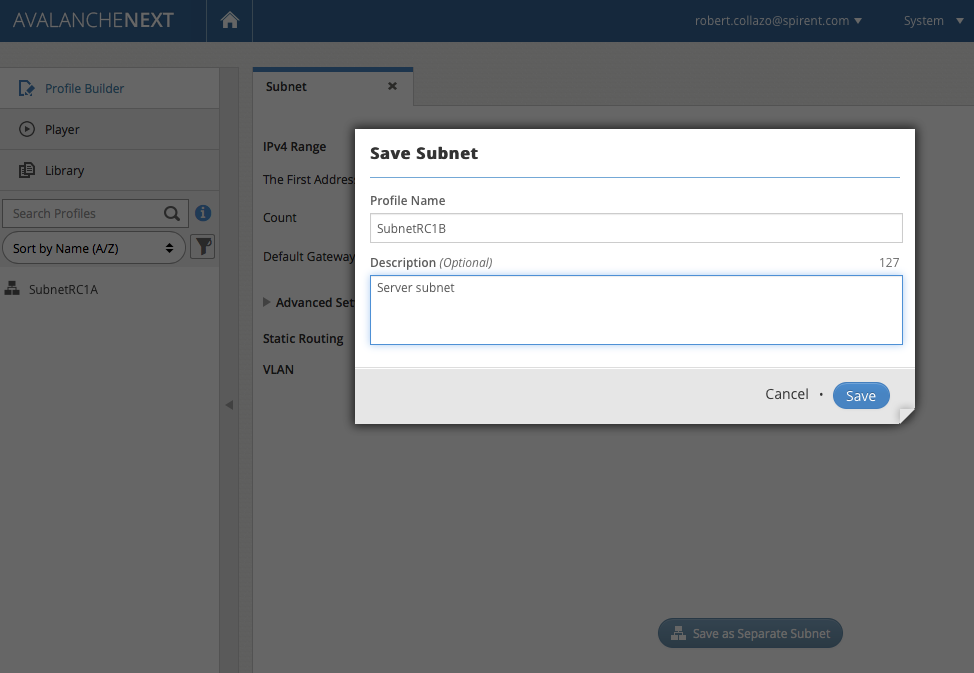 AVALANCHENEXT
robert.collazo@spirent.com
System
Profile Builder
Player
Library
Search Profiles
Sort by Name (A/Z)
SubnetRC1A
Subnet
IPv4 Range
The First Addres
Count
Default Gateway
Advanced Set
Static Routing
VLAN
Save Subnet
Profile Name
SubnetRC1B
Description (Optional) 127
Server subnet
Cancel • Save
Save as Separate Subnet